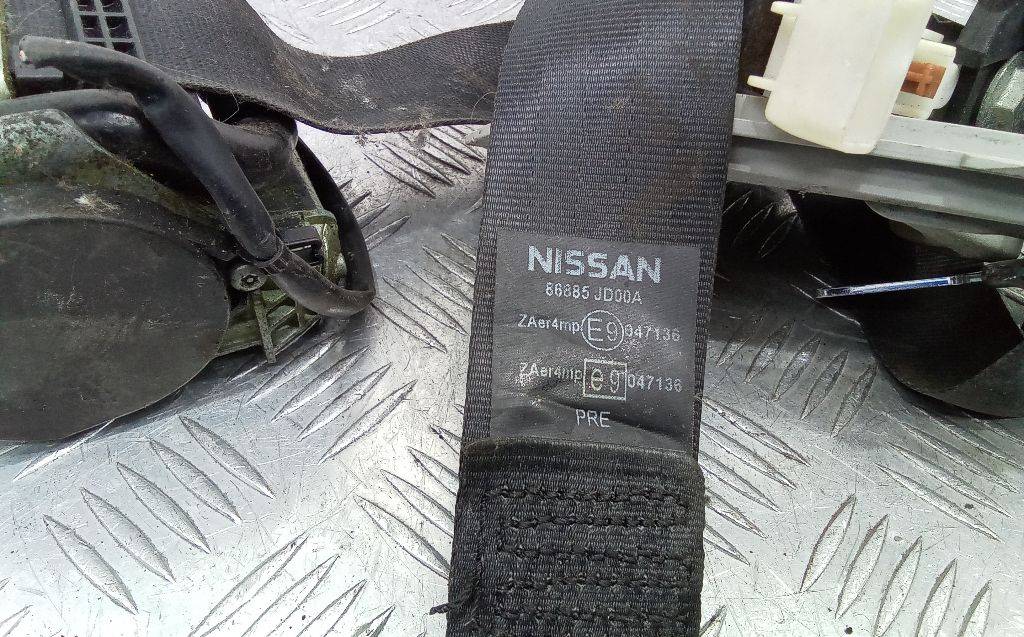 NISSAN
86885 JD00A
ZAer4mp E9 047136
ZAer4mp e9 047136
PRE